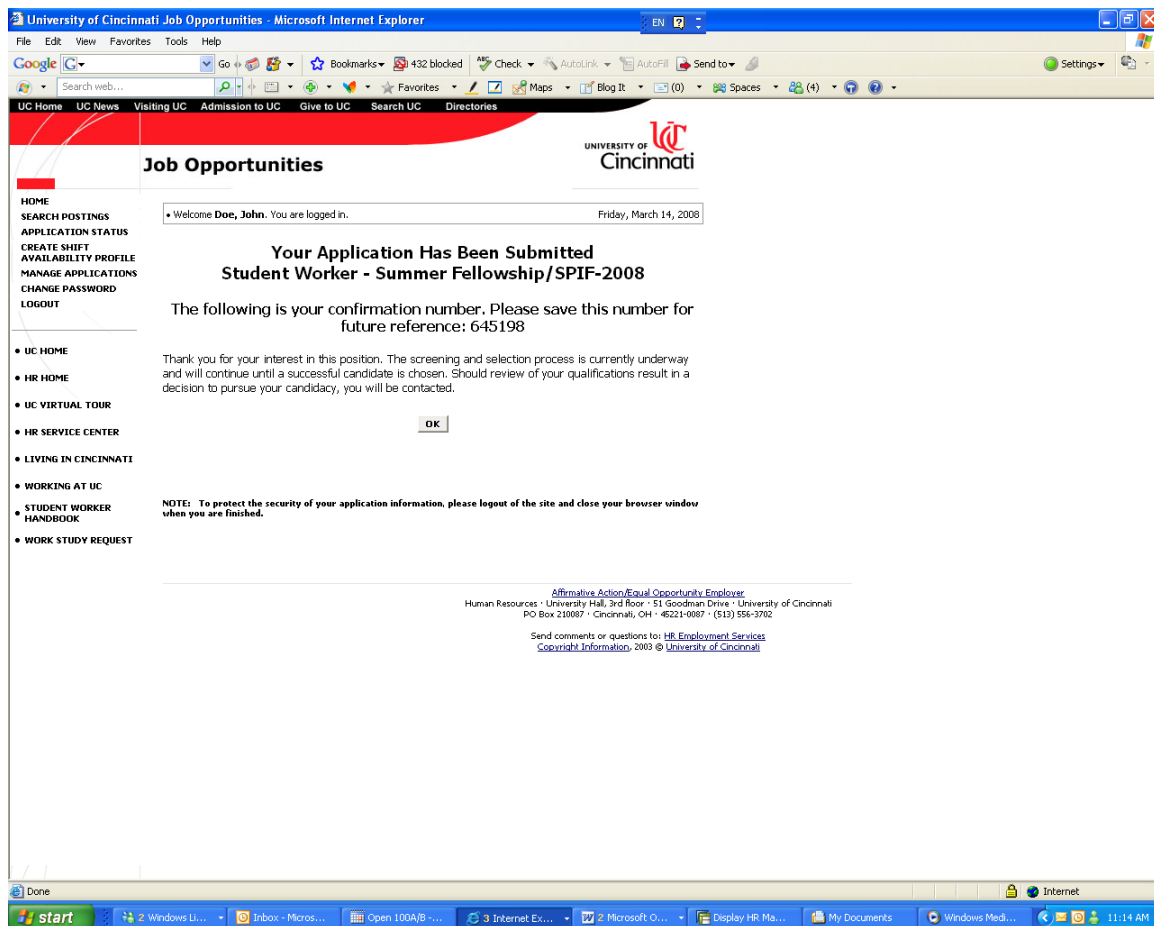 University of Cincinnati Job Opportunities - Microsoft Internet Explorer
EN
File Edit View Favorites Tools Help
Google G Go Bookmarks 432 blocked Check AutoLink AutoFill Send to Settings
Search web... Favorites Maps Blog It (0) Spaces (4)
UC Home UC News Visiting UC Admission to UC Give to UC Search UC Directories
UNIVERSITY OF
Cincinnati
Job Opportunities
HOME
SEARCH POSTINGS
APPLICATION STATUS
CREATE SHIFT
AVAILABILITY PROFILE
MANAGE APPLICATIONS
CHANGE PASSWORD
LOGOUT
• UC HOME
• HR HOME
• UC VIRTUAL TOUR
• HR SERVICE CENTER
• LIVING IN CINCINNATI
• WORKING AT UC
• STUDENT WORKER
HANDBOOK
• WORK STUDY REQUEST
• Welcome Doe, John. You are logged in. Friday, March 14, 2008
Your Application Has Been Submitted
Student Worker - Summer Fellowship/SPIF-2008
The following is your confirmation number. Please save this number for
future reference: 645198
Thank you for your interest in this position. The screening and selection process is currently underway
and will continue until a successful candidate is chosen. Should review of your qualifications result in a
decision to pursue your candidacy, you will be contacted.
OK
NOTE: To protect the security of your application information, please logout of the site and close your browser window
when you are finished.
Affirmative Action/Equal Opportunity Employer
Human Resources · University Hall, 3rd floor · 51 Goodman Drive · University of Cincinnati
PO Box 210087 · Cincinnati, OH · 45221-0087 · (513) 556-3702
Send comments or questions to: HR Employment Services
Copyright Information, 2003 © University of Cincinnati
Done Internet
start 2 Windows Li... Inbox - Micros... Open 100A/B -... 3 Internet Ex... 2 Microsoft O... Display HR Ma... My Documents Windows Medi... 11:14 AM